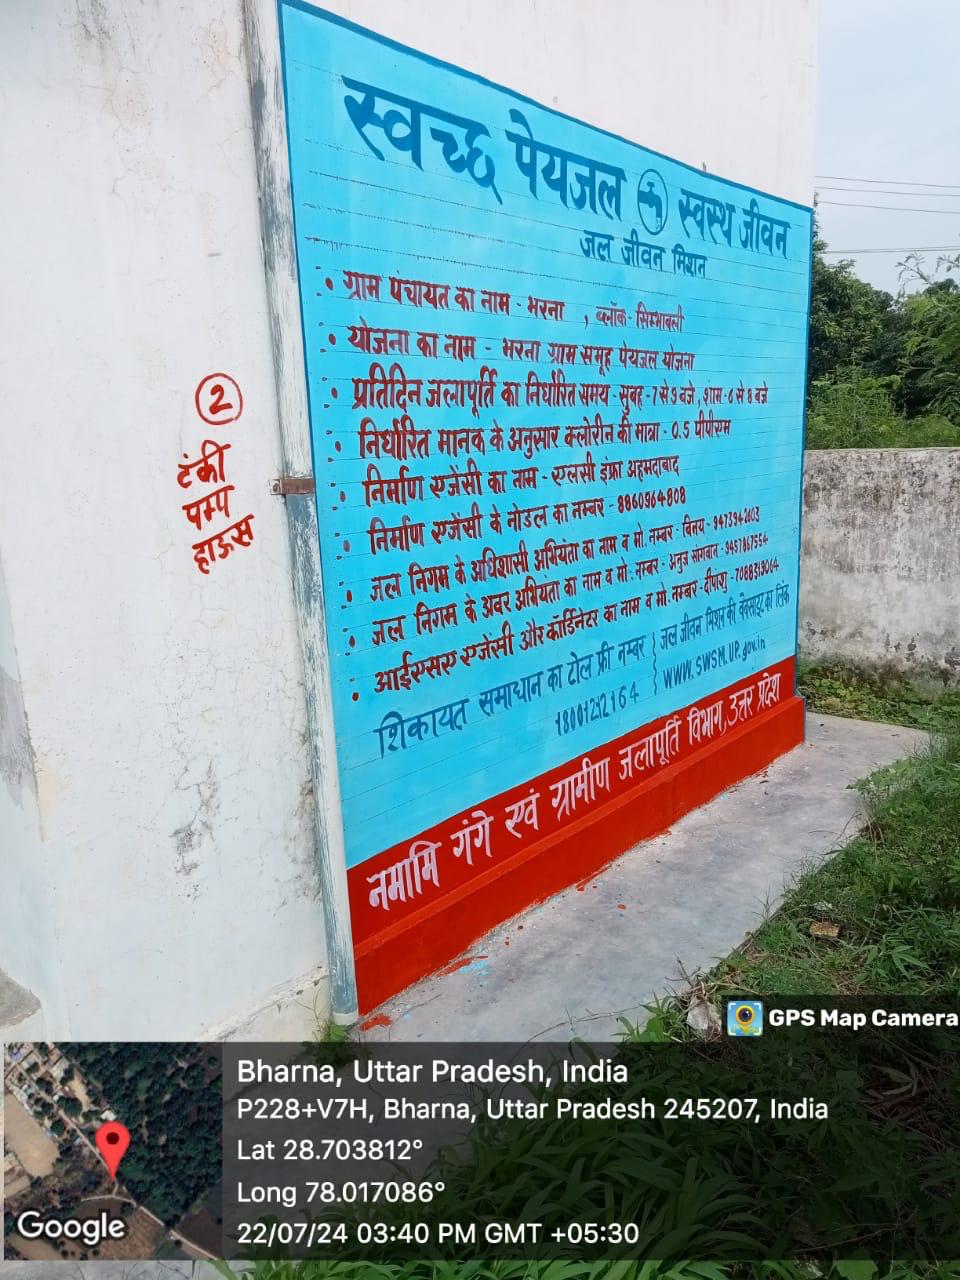 स्वच्छ पेयजल स्वस्थ जीवन
जल जीवन मिशन
• ग्राम पंचायत का नाम - भरना , ब्लॉक- सिम्भावली
• योजना का नाम - भरना ग्राम समूह पेयजल योजना
• प्रतिदिन जलापूर्ति का निर्धारित समय - सुबह - 7 से 9 बजे , शाम - 6 से 8 बजे
• निर्धारित मानक के अनुसार क्लोरीन की मात्रा - 0.5 पीपीएम
• निर्माण एजेंसी का नाम - एलसी इंफ्रा अहमदाबाद
• निर्माण एजेंसी के नोडल का नम्बर - 9860964808
• जल निगम के अधिशासी अभियंता का नाम व मो. नम्बर - विनय - 9473942603
• जल निगम के अवर अभियंता का नाम व मो. नम्बर - अनुज सांगवान - 9457867554
• आईएसए एजेंसी और कॉर्डिनेटर का नाम व मो. नम्बर - दीपांशु - 7088319064
शिकायत समाधान का टोल फ्री नम्बर
18001212164
जल जीवन मिशन की वेबसाइट का लिंक
WWW.SWSM.UP.gov.in
नमामि गंगे एवं ग्रामीण जलापूर्ति विभाग, उत्तर प्रदेश
2
टंकी
पम्प
हाऊस
GPS Map Camera
Bharna, Uttar Pradesh, India
P228+V7H, Bharna, Uttar Pradesh 245207, India
Lat 28.703812°
Long 78.017086°
22/07/24 03:40 PM GMT +05:30
Google